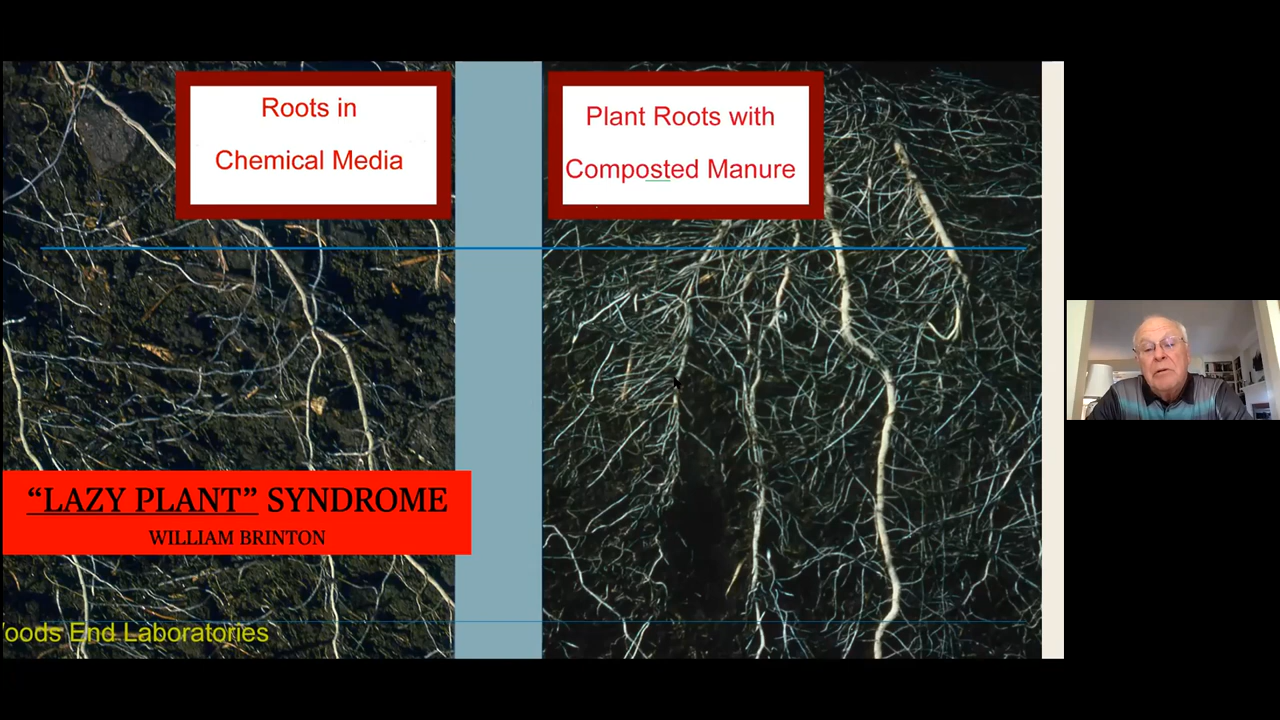 Roots in
Chemical Media
Plant Roots with
Composted Manure
“LAZY PLANT” SYNDROME
WILLIAM BRINTON
oods End Laboratories